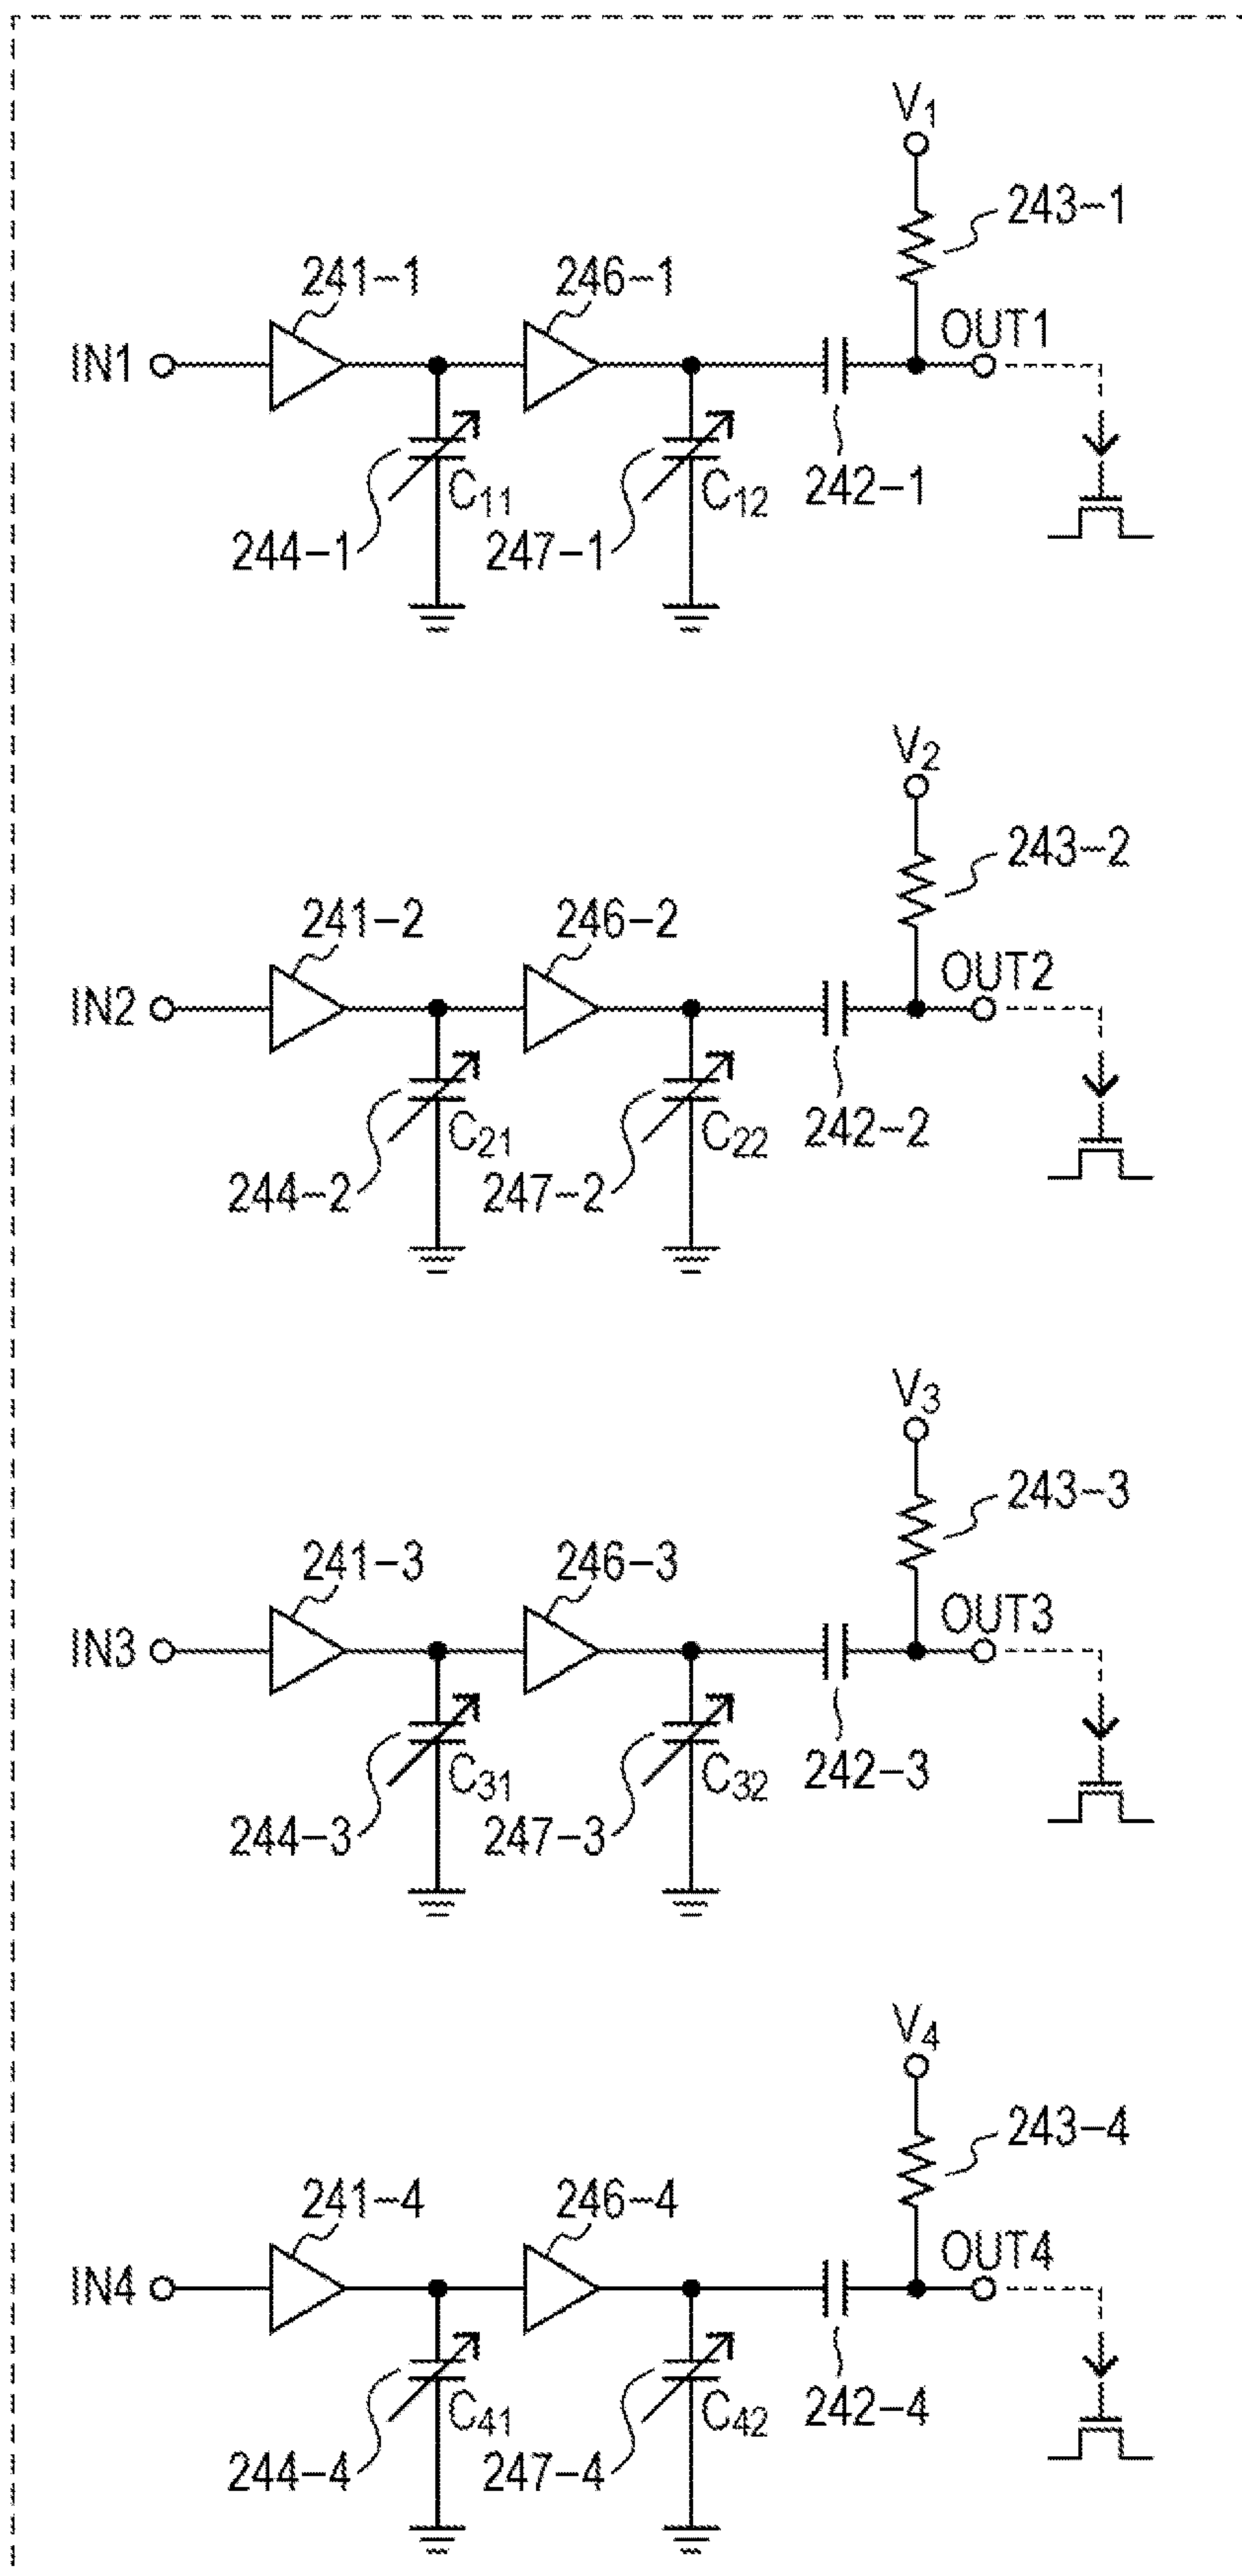 V1
243-1
241-1
246-1
OUT1
IN1
C11
C12
242-1
244-1
247-1
V2
243-2
241-2
246-2
OUT2
IN2
C21
C22
242-2
244-2
247-2
V3
243-3
241-3
246-3
OUT3
IN3
C31
C32
242-3
244-3
247-3
V4
243-4
241-4
246-4
OUT4
IN4
C41
C42
242-4
244-4
247-4